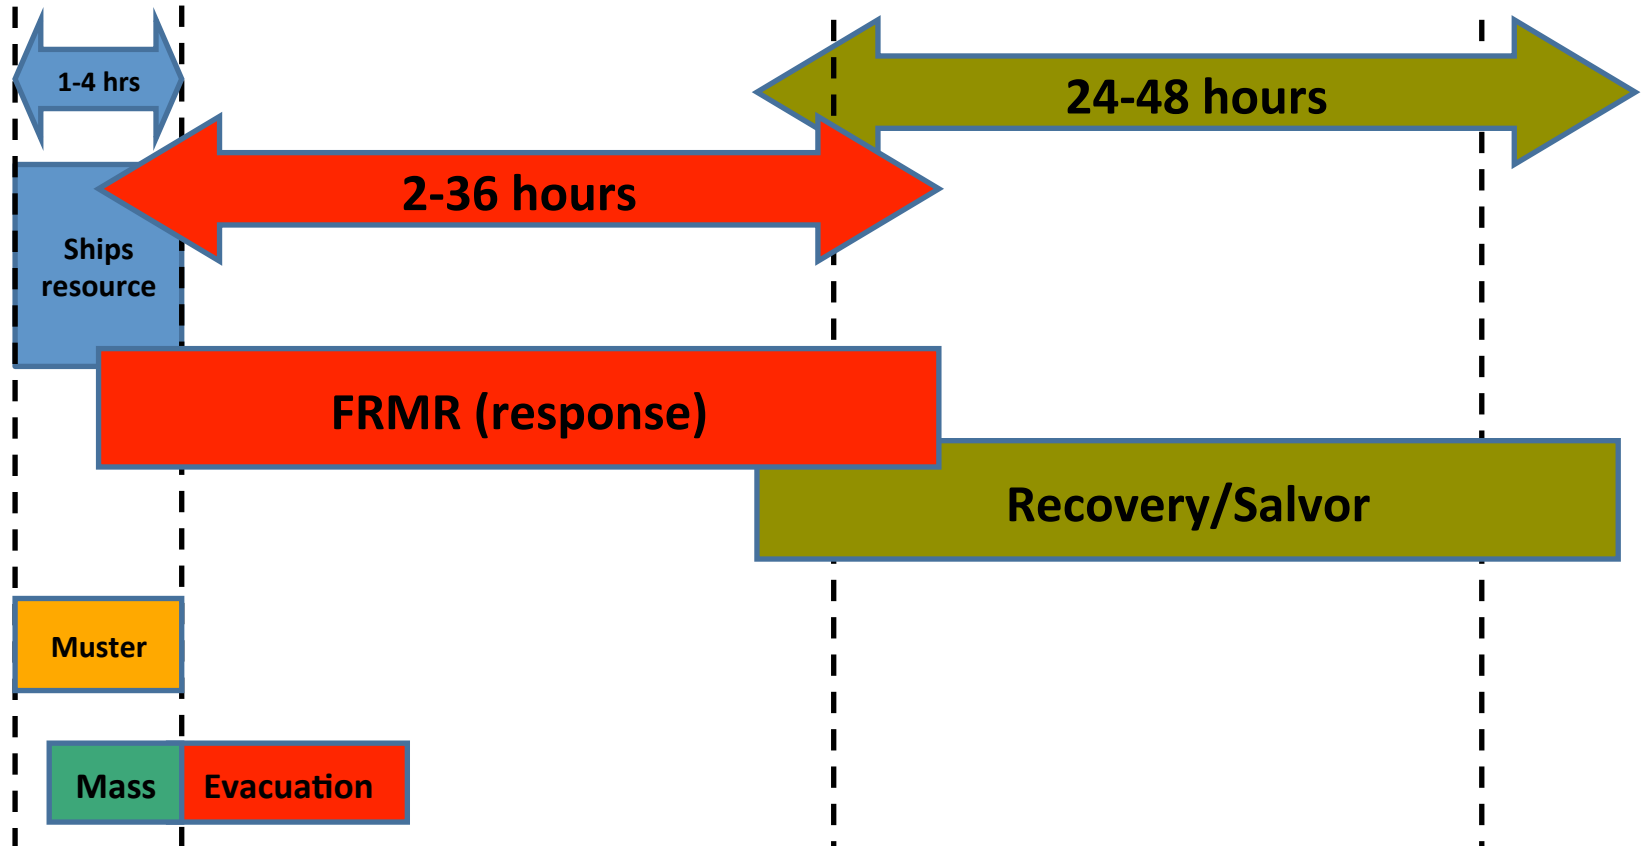 1-4 hrs
24-48 hours
2-36 hours
Ships
resource
FRMR (response)
Recovery/Salvor
Muster
Mass
Evacuation